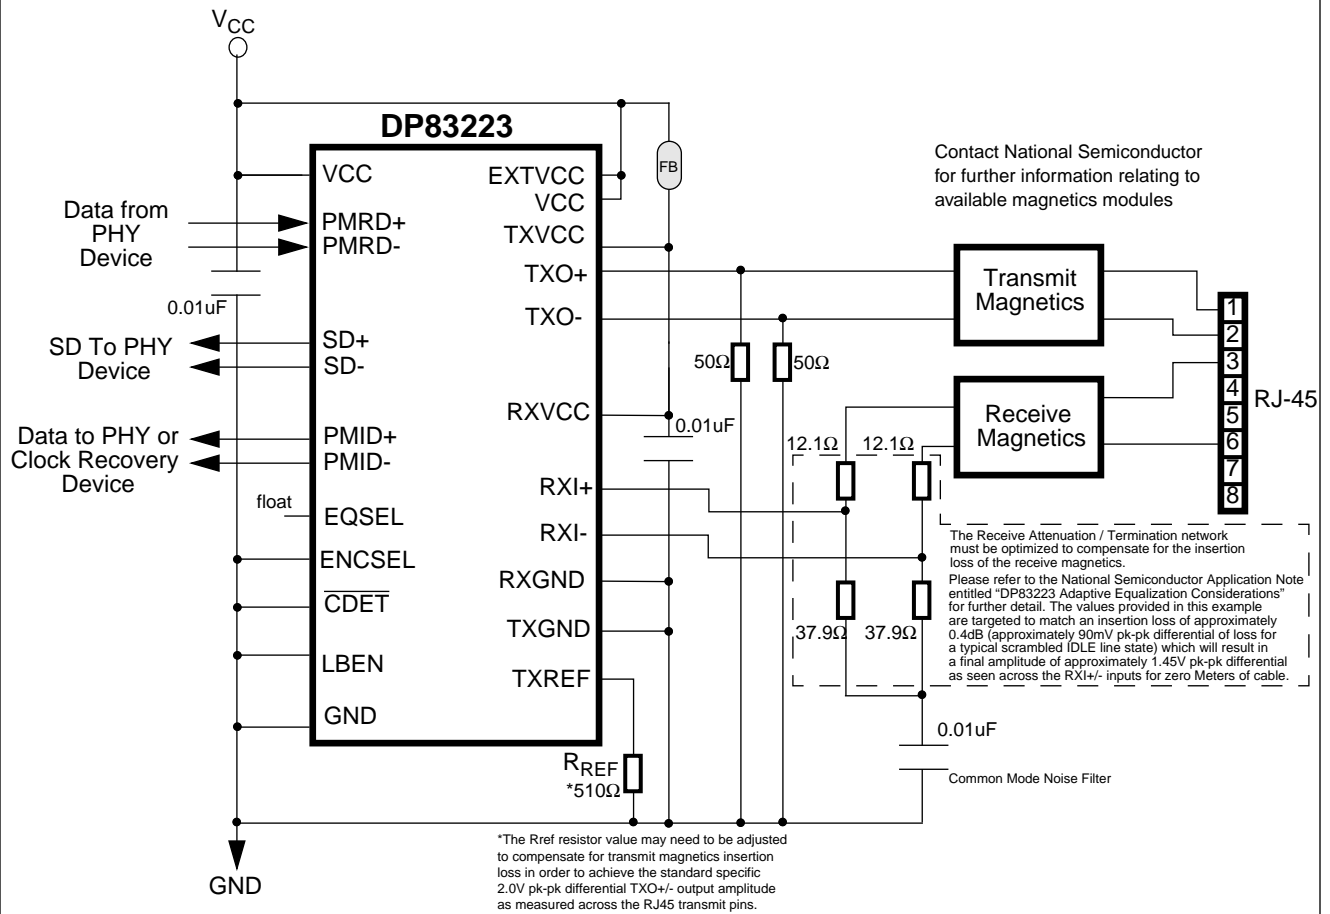 VCC
DP83223
Contact National Semiconductor
for further information relating to
available magnetics modules
Data from
PHY
Device
0.01uF
SD To PHY
Device
Data to PHY or
Clock Recovery
Device
float
VCC
PMRD+
PMRD-
SD+
SD-
PMID+
PMID-
EQSEL
ENCSEL
CDET
LBEN
GND
EXTVCC
VCC
TXVCC
TXO+
TXO-
RXVCC
RXI+
RXI-
RXGND
TXGND
TXREF
FB
0.01uF
50Ω
50Ω
Transmit
Magnetics
Receive
Magnetics
1
2
3
4
5
6
7
8
RJ-45
12.1Ω
12.1Ω
37.9Ω
37.9Ω
The Receive Attenuation / Termination network
must be optimized to compensate for the insertion
loss of the receive magnetics.
Please refer to the National Semiconductor Application Note
entitled “DP83223 Adaptive Equalization Considerations”
for further detail. The values provided in this example
are targeted to match an insertion loss of approximately
0.4dB (approximately 90mV pk-pk differential of loss for
a typical scrambled IDLE line state) which will result in
a final amplitude of approximately 1.45V pk-pk differential
as seen across the RXI+/- inputs for zero Meters of cable.
0.01uF
Common Mode Noise Filter
RREF
*510Ω
GND
*The Rref resistor value may need to be adjusted
to compensate for transmit magnetics insertion
loss in order to achieve the standard specific
2.0V pk-pk differential TXO+/- output amplitude
as measured across the RJ45 transmit pins.